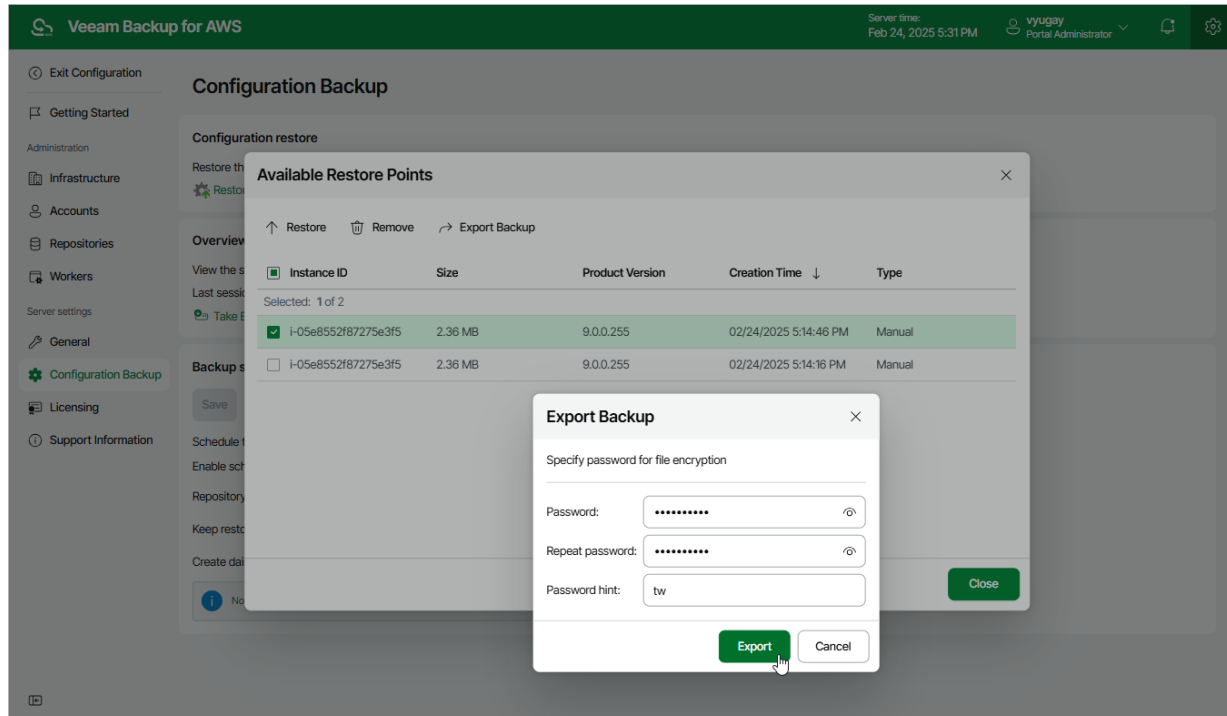 Veeam Backup for AWS
Server time:
Feb 24, 2025 5:31 PM
vyugay
Portal Administrator
Exit Configuration
Getting Started
Administration
Infrastructure
Accounts
Repositories
Workers
Server settings
General
Configuration Backup
Licensing
Support Information
Configuration Backup
Configuration restore
Restore th
Resto
Overview
View the s
Last sessi
Take
Backup s
Save
Schedule
Enable sch
Repository
Keep resto
Create dai
No
Available Restore Points
Restore Remove Export Backup
Instance ID Size Product Version Creation Time ↓ Type
Selected: 1 of 2
i-05e8552f87275e3f5 2.36 MB 9.0.0.255 02/24/2025 5:14:46 PM Manual
i-05e8552f87275e3f5 2.36 MB 9.0.0.255 02/24/2025 5:14:16 PM Manual
Close
Export Backup
Specify password for file encryption
Password: ••••••••••
Repeat password: ••••••••••
Password hint: tw
Export Cancel